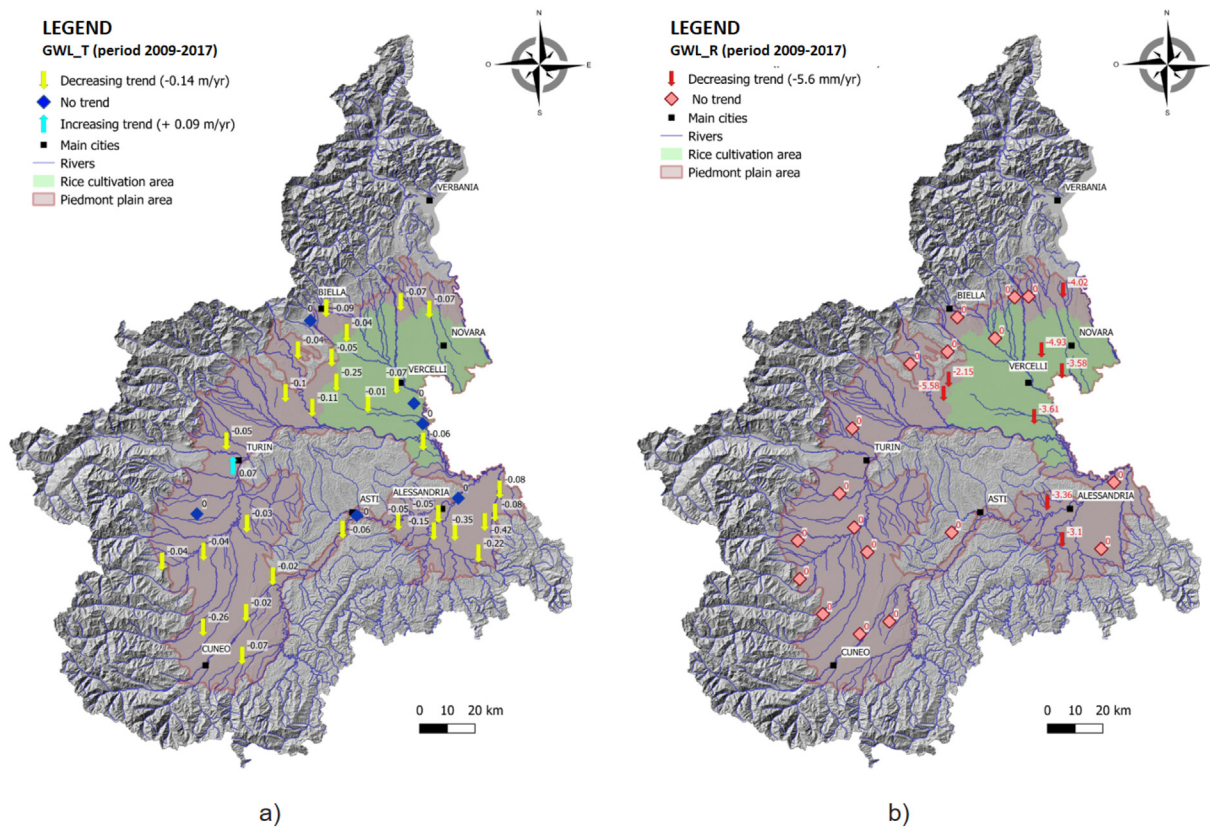 LEGEND
GWL_T (period 2009-2017)
Decreasing trend (-0.14 m/yr)
No trend
Increasing trend (+ 0.09 m/yr)
Main cities
Rivers
Rice cultivation area
Piedmont plain area
N
O
E
S
VERBANIA
BIELLA
0
-0.09
-0.07
-0.07
-0.04
-0.04
NOVARA
-0.05
VERCELLI
-0.25
-0.07
-0.1
-0.01
0
-0.11
0
-0.05
-0.06
TURIN
0.07
-0.08
0
ASTI
ALESSANDRIA
0
-0.05
-0.08
0
-0.05
-0.03
-0.15
-0.35
-0.42
-0.06
-0.04
-0.04
-0.22
-0.02
-0.02
-0.26
CUNEO
-0.07
0 10 20 km
a)
LEGEND
GWL_R (period 2009-2017)
Decreasing trend (-5.6 mm/yr)
No trend
Main cities
Rivers
Rice cultivation area
Piedmont plain area
N
O
E
S
VERBANIA
-4.02
BIELLA
0
0
0
0
NOVARA
-4.93
0
0
VERCELLI
-3.58
-2.15
-5.58
-3.61
0
TURIN
0
0
-3.36
ASTI
ALESSANDRIA
0
0
0
-3.1
0
0
0
0
0
0
CUNEO
0 10 20 km
b)